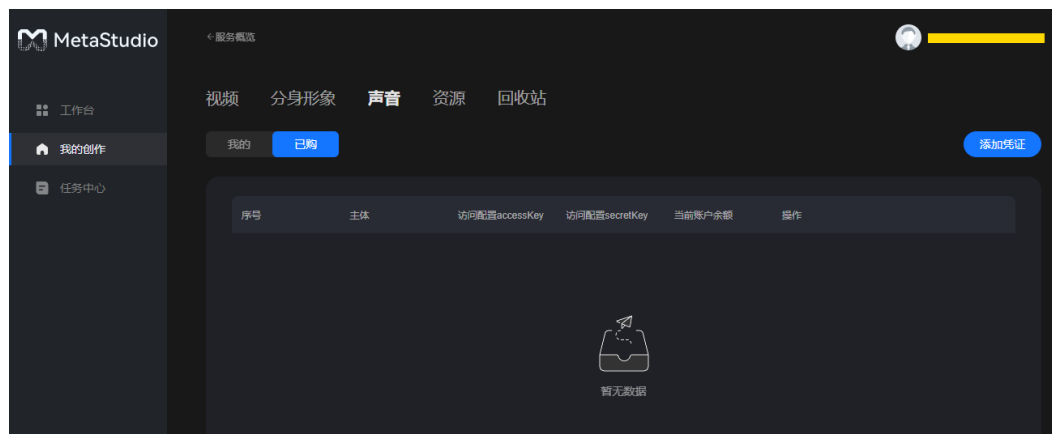 MetaStudio
←服务概览
视频 分身形象 声音 资源 回收站
工作台
我的 已购 添加凭证
我的创作
任务中心
序号 主体 访问配置accessKey 访问配置secretKey 当前账户余额 操作
暂无数据